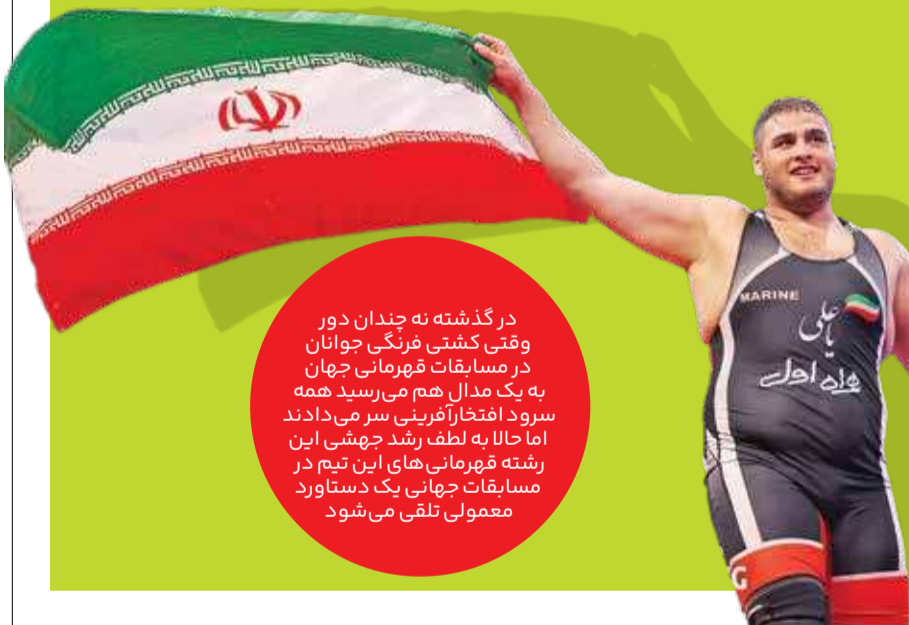 در گذشته نه چندان دور
وقتی کشتی فرنگی جوانان
در مسابقات قهرمانی جهان
به یک مدال هم می‌رسید همه
سرود افتخارآفرینی سر می‌دادند
اما حالا به لطف رشد جهشی این
رشته قهرمانی‌های این تیم در
مسابقات جهانی یک دستاورد
معمولی تلقی می‌شود
MARINE
یا علی
همراه اول
G